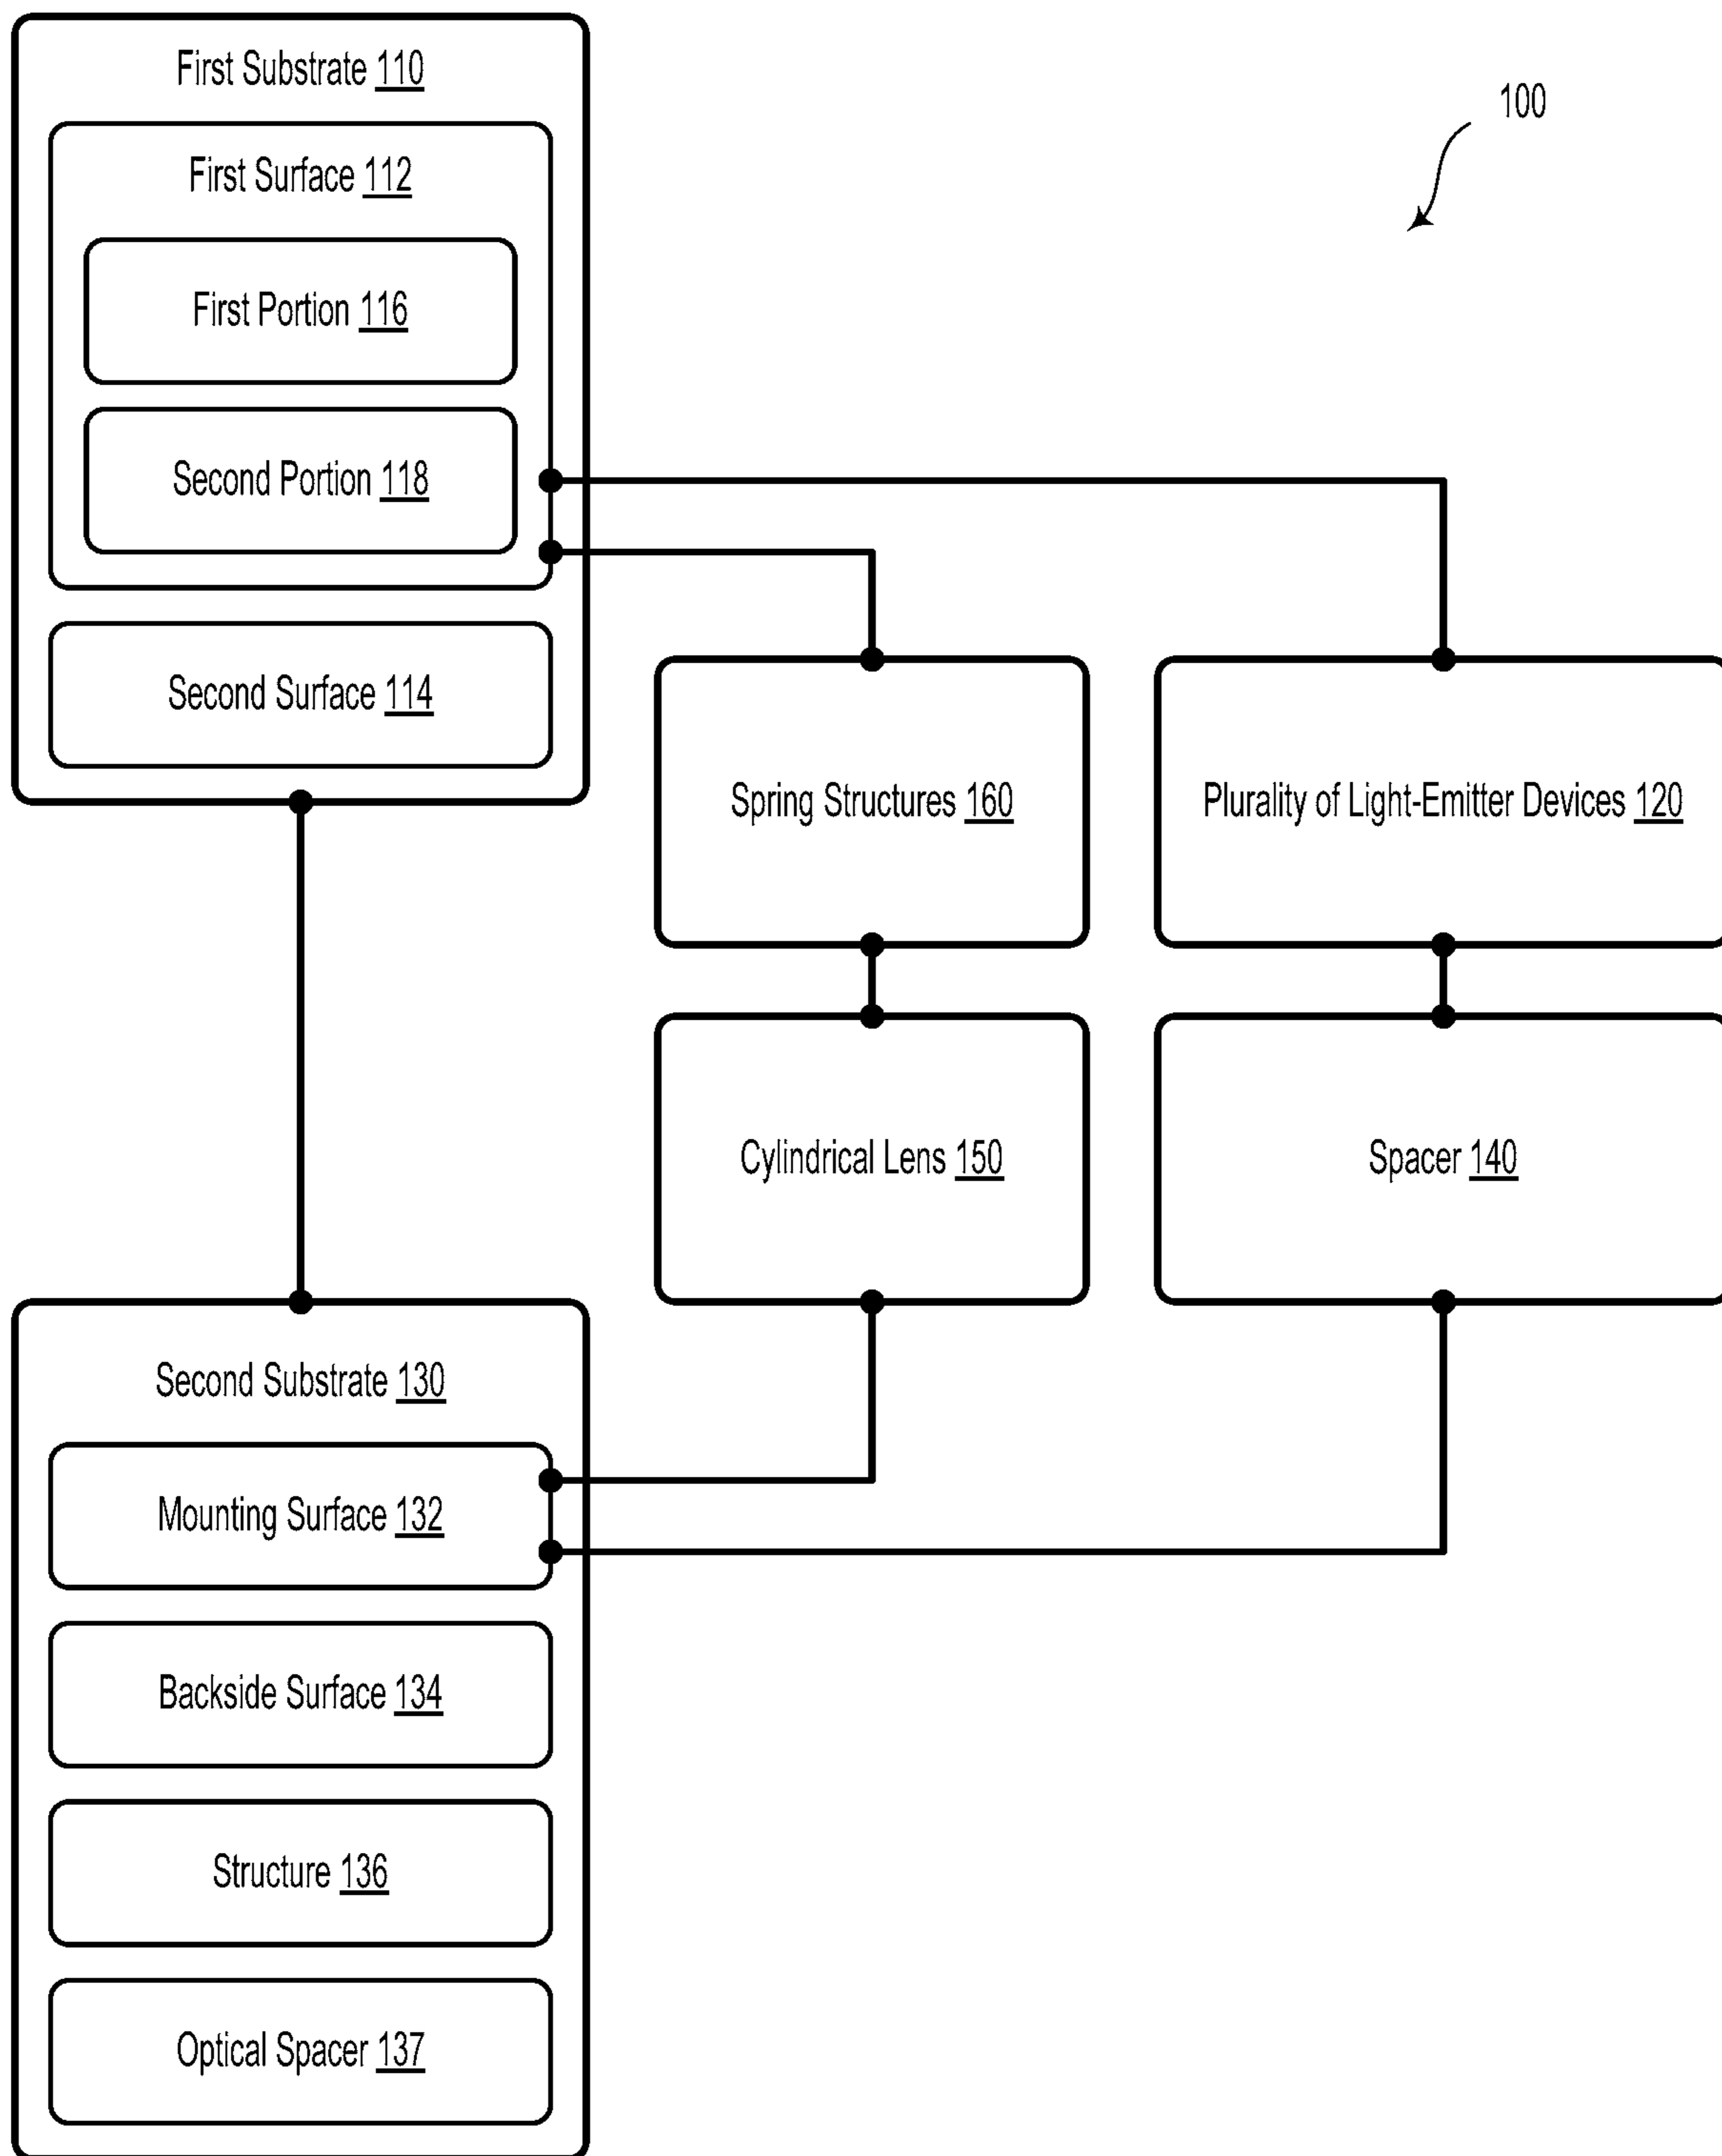 First Substrate 110
100
First Surface 112
First Portion 116
Second Portion 118
Second Surface 114
Spring Structures 160
Plurality of Light-Emitter Devices 120
Cylindrical Lens 150
Spacer 140
Second Substrate 130
Mounting Surface 132
Backside Surface 134
Structure 136
Optical Spacer 137